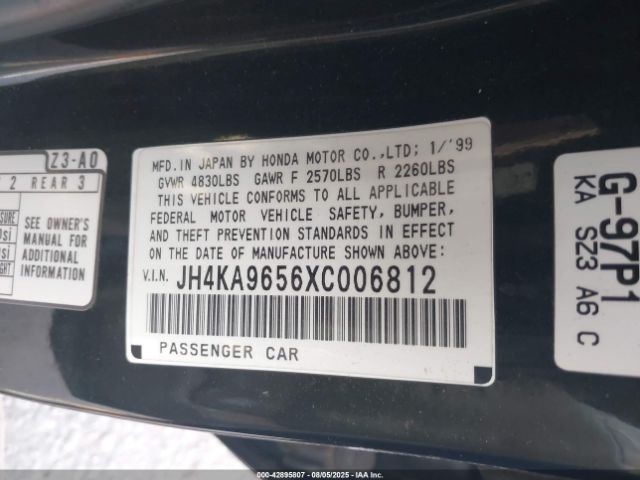 MFD.IN JAPAN BY HONDA MOTOR CO.,LTD; 1/'99
GVWR 4830LBS GAWR F 2570LBS R 2260LBS
THIS VEHICLE CONFORMS TO ALL APPLICABLE
FEDERAL MOTOR VEHICLE SAFETY, BUMPER,
AND THEFT PREVENTION STANDARDS IN EFFECT
ON THE DATE OF MANUFACTURE SHOWN ABOVE:
V.I.N. JH4KA9656XC006812
PASSENGER CAR
Z3-A0
2 REAR 3
SEE OWNER'S
MANUAL FOR
ADDITIONAL
INSTRUCTIONS
G-97P1
KA SZ3 A6 C
000-42895807 - 08/05/2025 - IAAI.COM